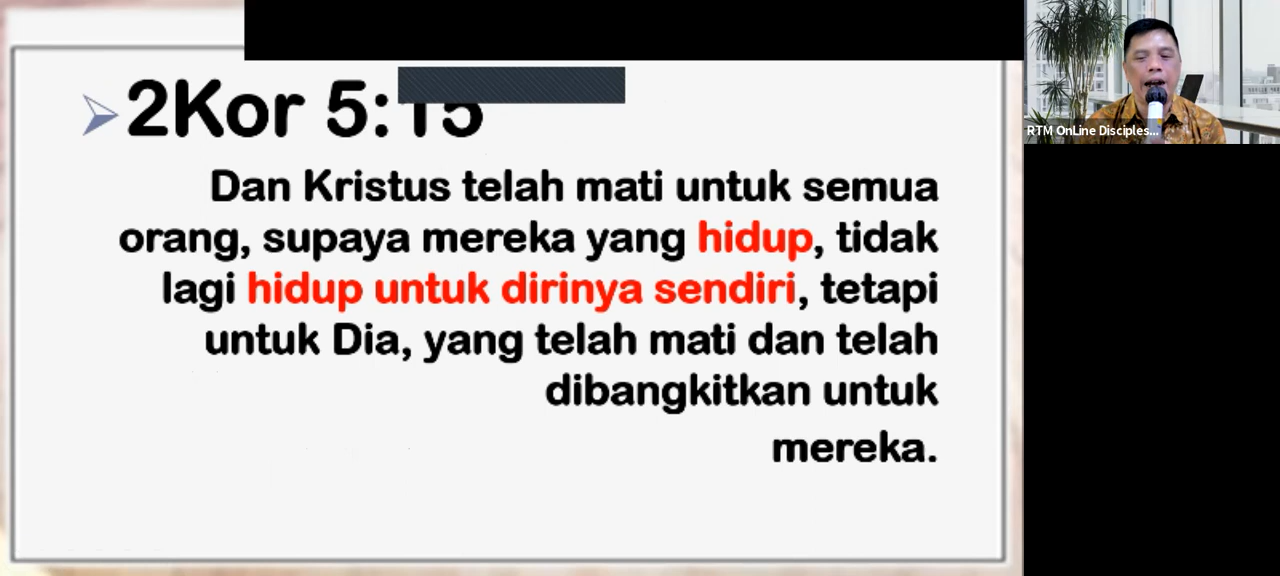 2Kor 5:15
Dan Kristus telah mati untuk semua
orang, supaya mereka yang hidup, tidak
lagi hidup untuk dirinya sendiri, tetapi
untuk Dia, yang telah mati dan telah
dibangkitkan untuk
mereka.
RTM OnLine Disciples...